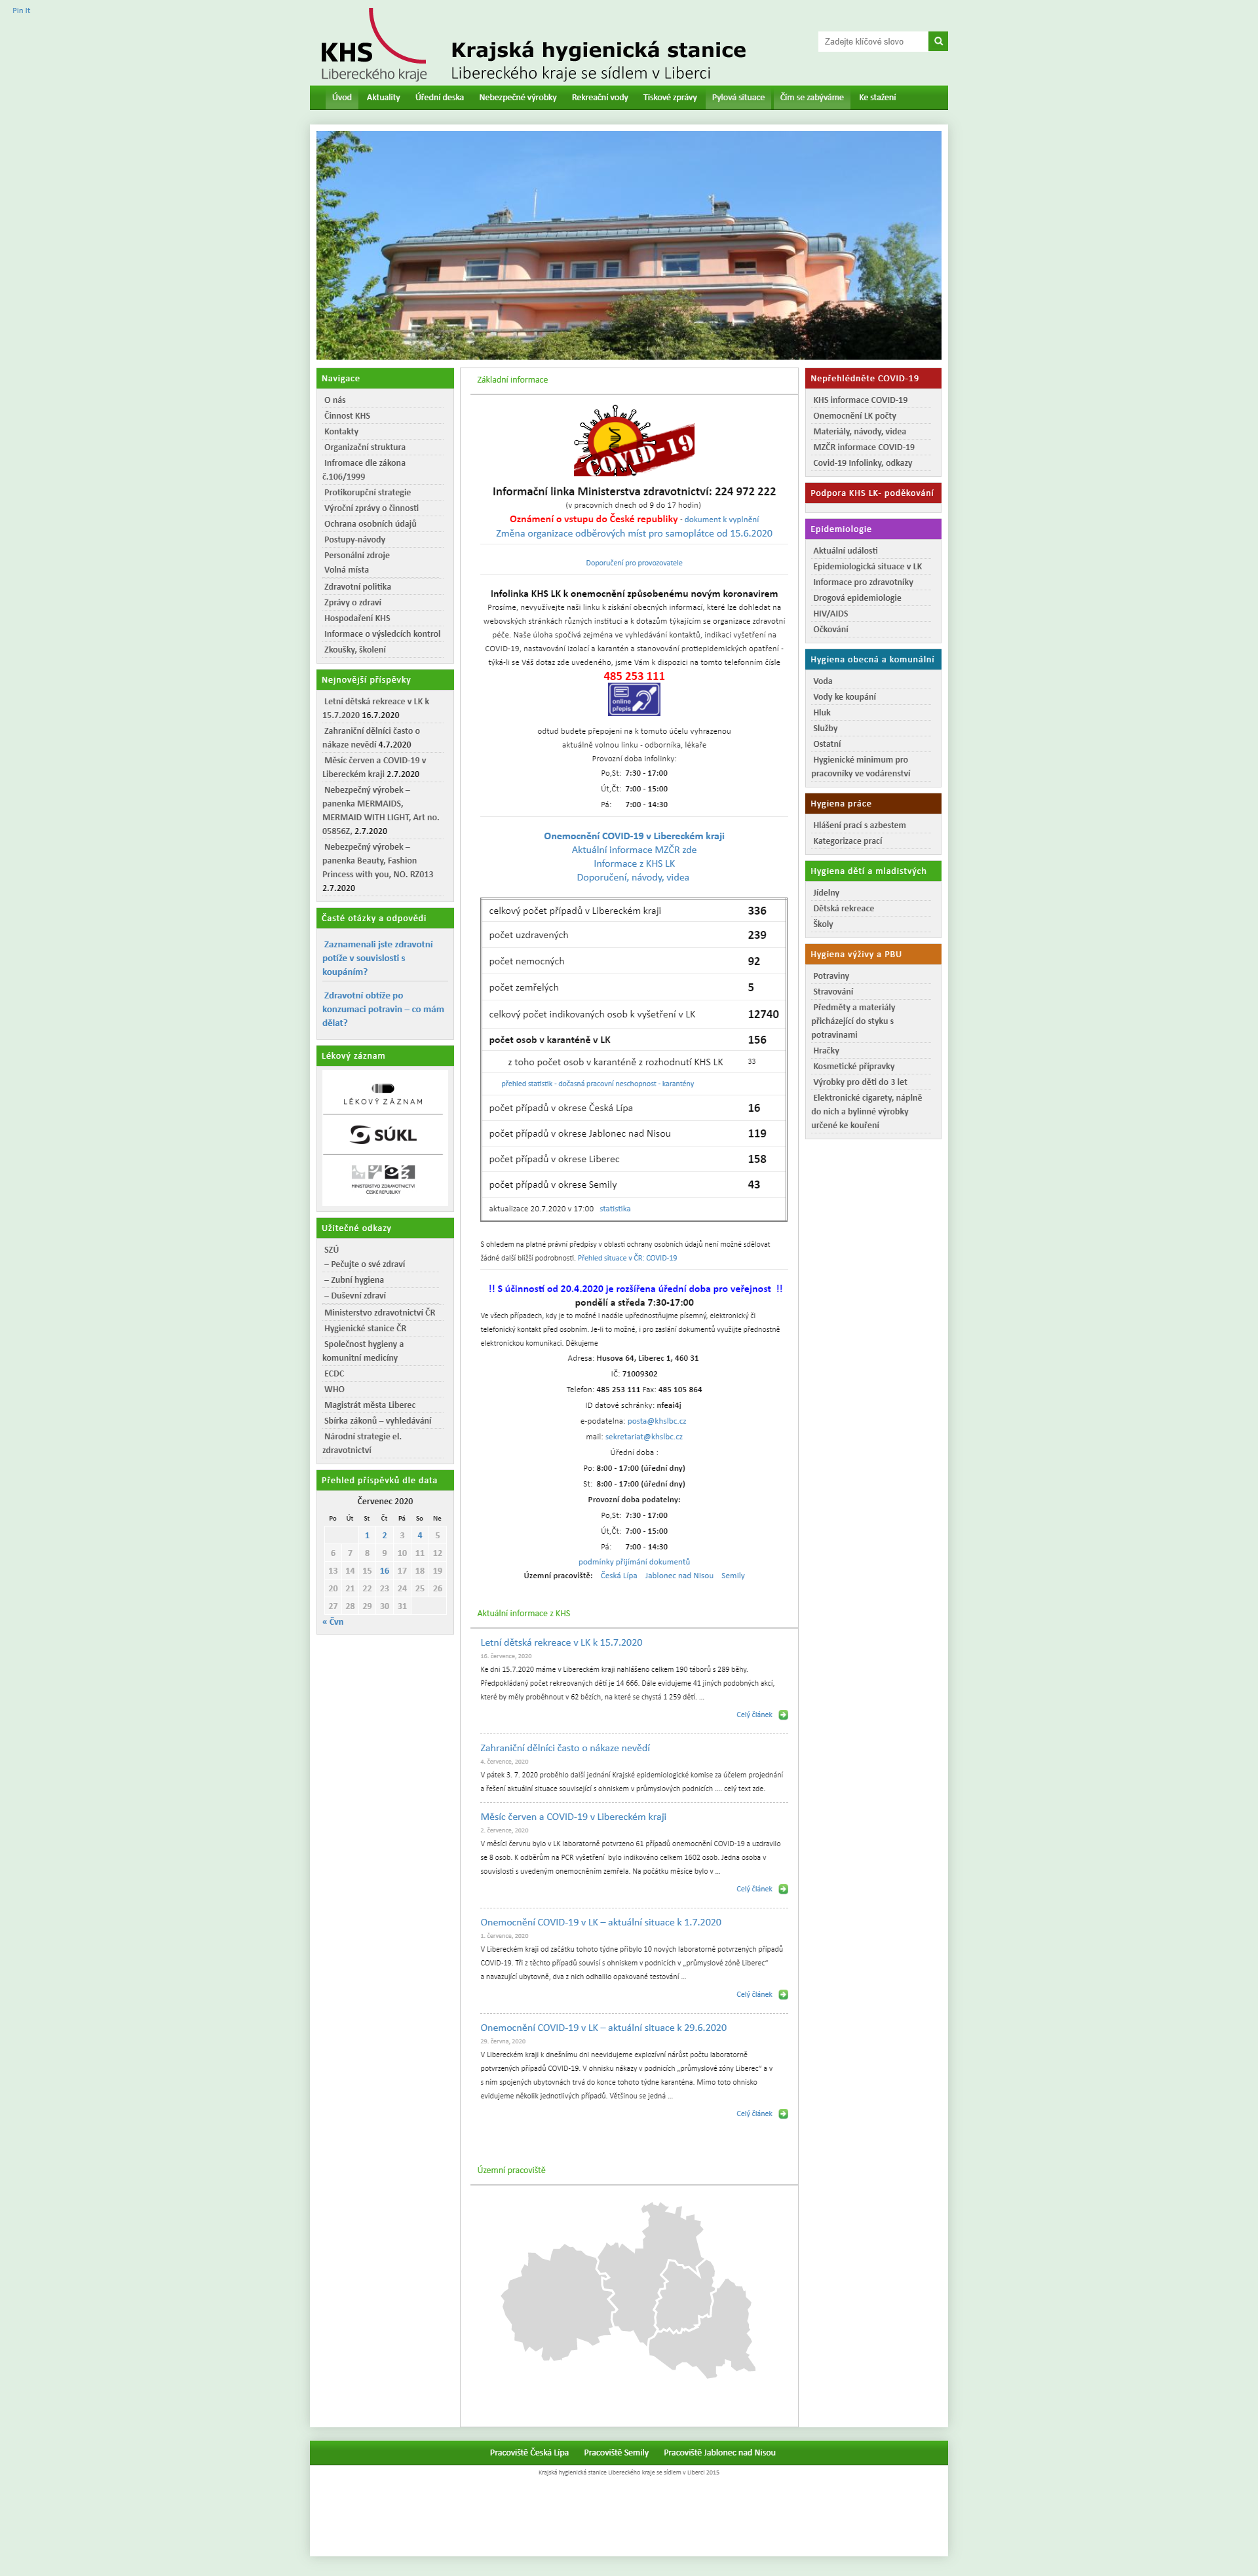 Pin It
KHS
Libereckého kraje
Krajská hygienická stanice
Libereckého kraje se sídlem v Liberci
Zadejte klíčové slovo
Úvod Aktuality Úřední deska Nebezpečné výrobky Rekreační vody Tiskové zprávy Pylová situace Čím se zabýváme Ke stažení
Navigace
O nás
Činnost KHS
Kontakty
Organizační struktura
Infromace dle zákona
č.106/1999
Protikorupční strategie
Výroční zprávy o činnosti
Ochrana osobních údajů
Postupy-návody
Personální zdroje
Volná místa
Zdravotní politika
Zprávy o zdraví
Hospodaření KHS
Informace o výsledcích kontrol
Zkoušky, školení
Nejnovější příspěvky
Letní dětská rekreace v LK k
15.7.2020 16.7.2020
Zahraniční dělníci často o
nákaze nevědí 4.7.2020
Měsíc červen a COVID-19 v
Libereckém kraji 2.7.2020
Nebezpečný výrobek –
panenka MERMAIDS,
MERMAID WITH LIGHT, Art no.
05856Z, 2.7.2020
Nebezpečný výrobek –
panenka Beauty, Fashion
Princess with you, NO. RZ013
2.7.2020
Časté otázky a odpovědi
Zaznamenali jste zdravotní
potíže v souvislosti s
koupáním?
Zdravotní obtíže po
konzumaci potravin – co mám
dělat?
Lékový záznam
LÉKOVÝ ZÁZNAM
SÚKL
MINISTERSTVO ZDRAVOTNICTVÍ
ČESKÉ REPUBLIKY
Užitečné odkazy
SZÚ
– Pečujte o své zdraví
– Zubní hygiena
– Duševní zdraví
Ministerstvo zdravotnictví ČR
Hygienické stanice ČR
Společnost hygieny a
komunitní medicíny
ECDC
WHO
Magistrát města Liberec
Sbírka zákonů – vyhledávání
Národní strategie el.
zdravotnictví
Přehled příspěvků dle data
Červenec 2020
Po Út St Čt Pá So Ne
1 2 3 4 5
6 7 8 9 10 11 12
13 14 15 16 17 18 19
20 21 22 23 24 25 26
27 28 29 30 31
« Čvn
Základní informace
COVID-19
Informační linka Ministerstva zdravotnictví: 224 972 222
(v pracovních dnech od 9 do 17 hodin)
Oznámení o vstupu do České republiky - dokument k vyplnění
Změna organizace odběrových míst pro samoplátce od 15.6.2020
Doporučení pro provozovatele
Infolinka KHS LK k onemocnění způsobenému novým koronavirem
Prosíme, nevyužívejte naši linku k získání obecných informací, které lze dohledat na
webovských stránkách různých institucí a k dotazům týkajícím se organizace zdravotní
péče. Naše úloha spočívá zejména ve vyhledávání kontaktů, indikaci vyšetření na
COVID-19, nastavování izolací a karantén a stanovování protiepidemických opatření -
týká-li se Váš dotaz zde uvedeného, jsme Vám k dispozici na tomto telefonním čísle
485 253 111
online
přepis
odtud budete přepojeni na k tomuto účelu vyhrazenou
aktuálně volnou linku - odborníka, lékaře
Provozní doba infolinky:
Po,St: 7:30 - 17:00
Út,Čt: 7:00 - 15:00
Pá: 7:00 - 14:30
Onemocnění COVID-19 v Libereckém kraji
Aktuální informace MZČR zde
Informace z KHS LK
Doporučení, návody, videa
celkový počet případů v Libereckém kraji 336
počet uzdravených 239
počet nemocných 92
počet zemřelých 5
celkový počet indikovaných osob k vyšetření v LK 12740
počet osob v karanténě v LK 156
z toho počet osob v karanténě z rozhodnutí KHS LK 33
přehled statistik - dočasná pracovní neschopnost - karantény
počet případů v okrese Česká Lípa 16
počet případů v okrese Jablonec nad Nisou 119
počet případů v okrese Liberec 158
počet případů v okrese Semily 43
aktualizace 20.7.2020 v 17:00 statistika
S ohledem na platné právní předpisy v oblasti ochrany osobních údajů není možné sdělovat
žádné další bližší podrobnosti. Přehled situace v ČR: COVID-19
!! S účinností od 20.4.2020 je rozšířena úřední doba pro veřejnost !!
pondělí a středa 7:30-17:00
Ve všech případech, kdy je to možné i nadále upřednostňujme písemný, elektronický či
telefonický kontakt před osobním. Je-li to možné, i pro zaslání dokumentů využijte přednostně
elektronickou komunikaci. Děkujeme
Adresa: Husova 64, Liberec 1, 460 31
IČ: 71009302
Telefon: 485 253 111 Fax: 485 105 864
ID datové schránky: nfeai4j
e-podatelna: posta@khslbc.cz
mail: sekretariat@khslbc.cz
Úřední doba :
Po: 8:00 - 17:00 (úřední dny)
St: 8:00 - 17:00 (úřední dny)
Provozní doba podatelny:
Po,St: 7:30 - 17:00
Út,Čt: 7:00 - 15:00
Pá: 7:00 - 14:30
podmínky přijímání dokumentů
Územní pracoviště: Česká Lípa Jablonec nad Nisou Semily
Aktuální informace z KHS
Letní dětská rekreace v LK k 15.7.2020
16. července, 2020
Ke dni 15.7.2020 máme v Libereckém kraji nahlášeno celkem 190 táborů s 289 běhy.
Předpokládaný počet rekreovaných dětí je 14 666. Dále evidujeme 41 jiných podobných akcí,
které by měly proběhnout v 62 bězích, na které se chystá 1 259 dětí. ...
Celý článek
Zahraniční dělníci často o nákaze nevědí
4. července, 2020
V pátek 3. 7. 2020 proběhlo další jednání Krajské epidemiologické komise za účelem projednání
a řešení aktuální situace související s ohniskem v průmyslových podnicích .... celý text zde.
Měsíc červen a COVID-19 v Libereckém kraji
2. července, 2020
V měsíci červnu bylo v LK laboratorně potvrzeno 61 případů onemocnění COVID-19 a uzdravilo
se 8 osob. K odběrům na PCR vyšetření bylo indikováno celkem 1602 osob. Jedna osoba v
souvislosti s uvedeným onemocněním zemřela. Na počátku měsíce bylo v ...
Celý článek
Onemocnění COVID-19 v LK – aktuální situace k 1.7.2020
1. července, 2020
V Libereckém kraji od začátku tohoto týdne přibylo 10 nových laboratorně potvrzených případů
COVID-19. Tři z těchto případů souvisí s ohniskem v podnicích v „průmyslové zóně Liberec“
a navazující ubytovně, dva z nich odhalilo opakované testování ...
Celý článek
Onemocnění COVID-19 v LK – aktuální situace k 29.6.2020
29. června, 2020
V Libereckém kraji k dnešnímu dni neevidujeme explozivní nárůst počtu laboratorně
potvrzených případů COVID-19. V ohnisku nákazy v podnicích „průmyslové zóny Liberec“ a v
s ním spojených ubytovnách trvá do konce tohoto týdne karanténa. Mimo toto ohnisko
evidujeme několik jednotlivých případů. Většinou se jedná ...
Celý článek
Územní pracoviště
Nepřehlédněte COVID-19
KHS informace COVID-19
Onemocnění LK počty
Materiály, návody, videa
MZČR informace COVID-19
Covid-19 Infolinky, odkazy
Podpora KHS LK- poděkování
Epidemiologie
Aktuální události
Epidemiologická situace v LK
Informace pro zdravotníky
Drogová epidemiologie
HIV/AIDS
Očkování
Hygiena obecná a komunální
Voda
Vody ke koupání
Hluk
Služby
Ostatní
Hygienické minimum pro
pracovníky ve vodárenství
Hygiena práce
Hlášení prací s azbestem
Kategorizace prací
Hygiena dětí a mladistvých
Jídelny
Dětská rekreace
Školy
Hygiena výživy a PBU
Potraviny
Stravování
Předměty a materiály
přicházející do styku s
potravinami
Hračky
Kosmetické přípravky
Výrobky pro děti do 3 let
Elektronické cigarety, náplně
do nich a bylinné výrobky
určené ke kouření
Pracoviště Česká Lípa Pracoviště Semily Pracoviště Jablonec nad Nisou
Krajská hygienická stanice Libereckého kraje se sídlem v Liberci 2015